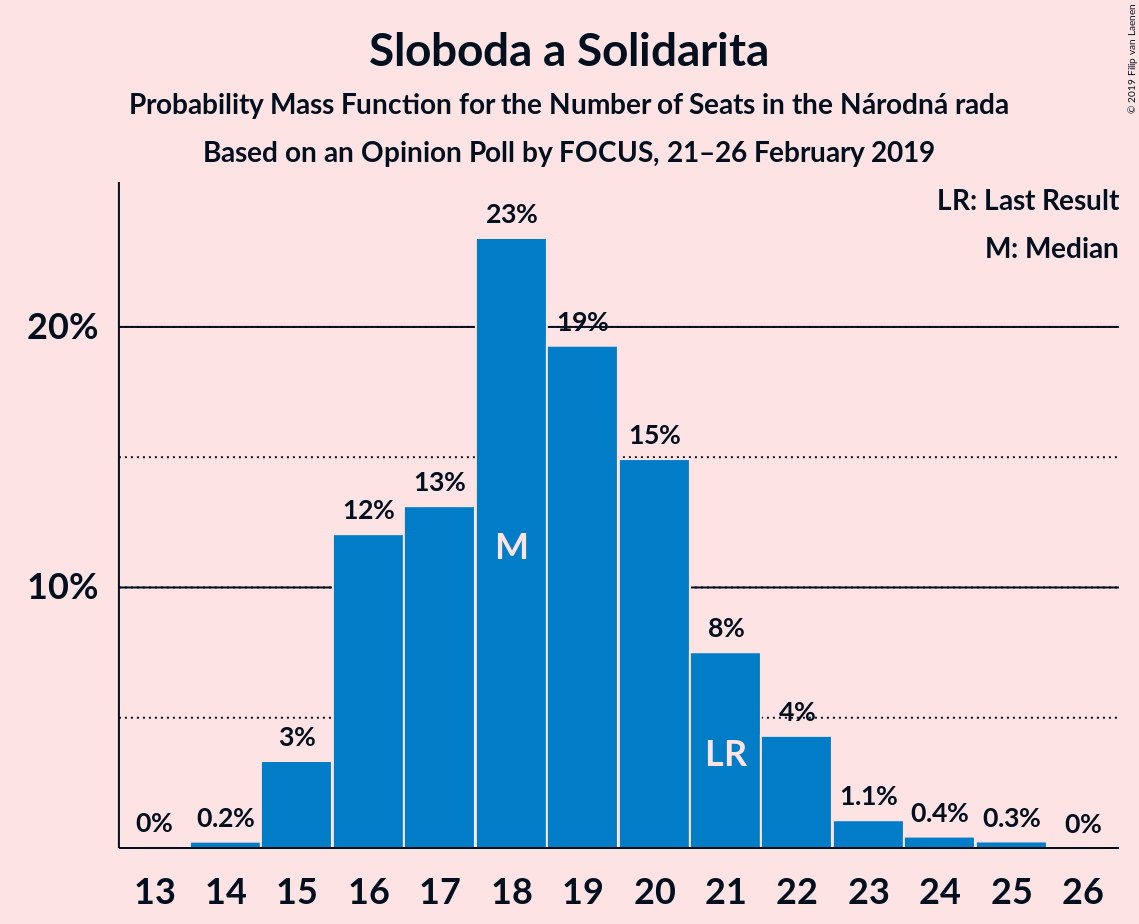 Sloboda a Solidarita
Probability Mass Function for the Number of Seats in the Národná rada
Based on an Opinion Poll by FOCUS, 21–26 February 2019
© 2019 Filip van Laenen
LR: Last Result
M: Median
20%
10%
0%
0.2%
3%
12%
13%
23%
19%
15%
8%
4%
1.1%
0.4%
0.3%
0%
M
LR
13 14 15 16 17 18 19 20 21 22 23 24 25 26